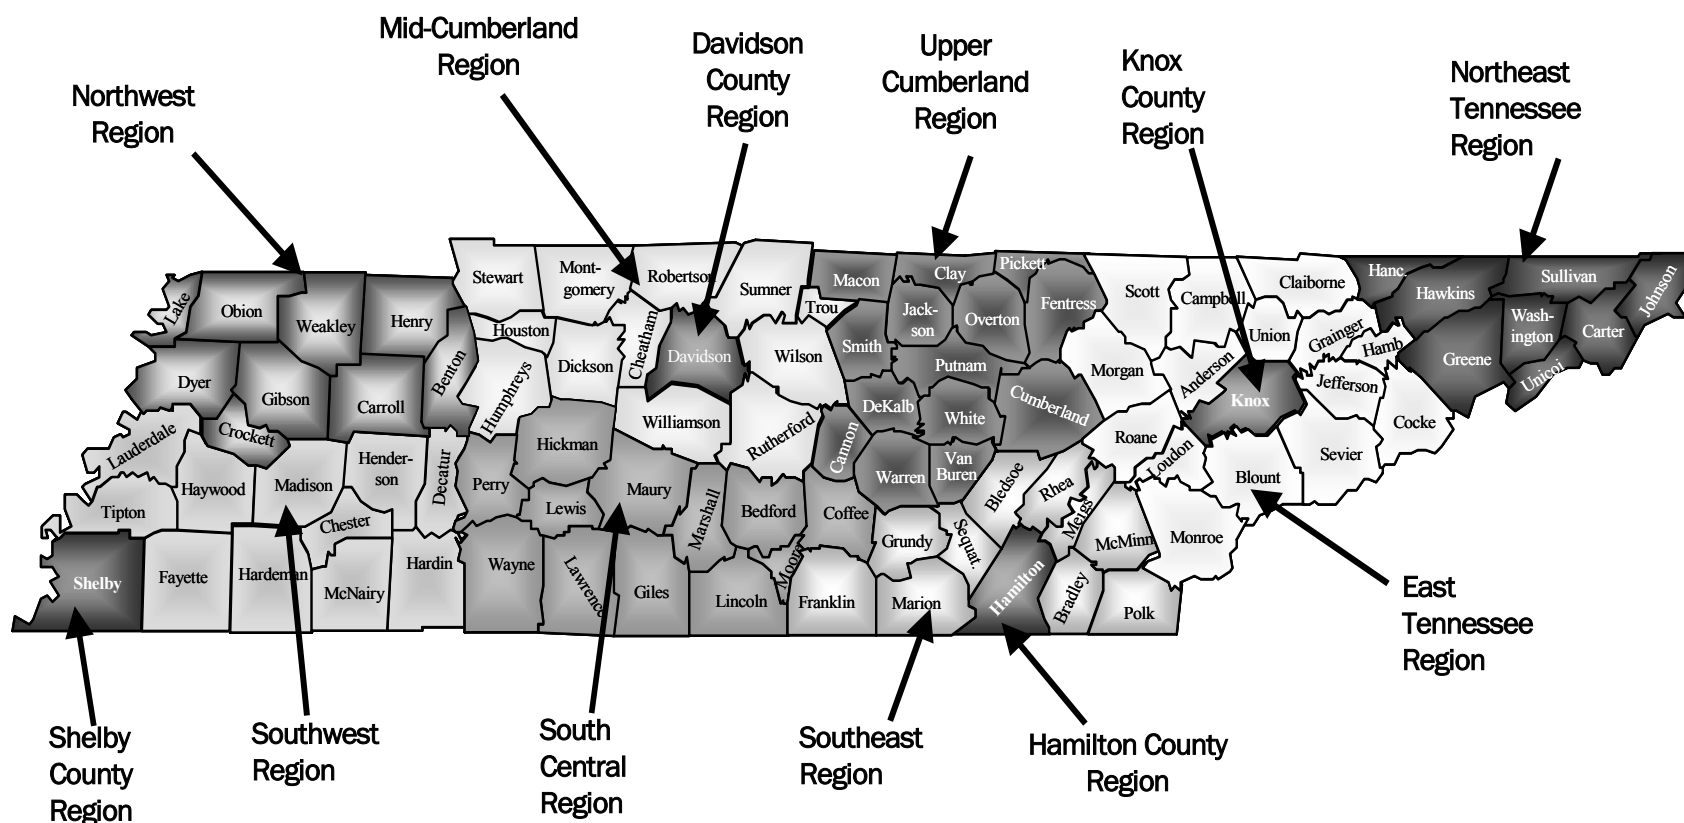 Mid-Cumberland
Region
Davidson
County
Region
Upper
Cumberland
Region
Knox
County
Region
Northeast
Tennessee
Region
Northwest
Region
Stewart
Mont-
gomery
Robertson
Sumner
Trou
Macon
Clay
Pickett
Jack-
son
Overton
Fentress
Scott
Campbell
Claiborne
Hanc.
Hawkins
Sullivan
Johnson
Lake
Obion
Weakley
Henry
Houston
Dickson
Cheatham
Davidson
Wilson
Smith
Putnam
Morgan
Anderson
Union
Grainger
Hamb
Greene
Wash-
ington
Carter
Unicoi
Dyer
Gibson
Carroll
Benton
Humphreys
Williamson
Rutherford
Cannon
DeKalb
White
Cumberland
Roane
Knox
Jefferson
Cocke
Lauderdale
Crockett
Haywood
Madison
Hender-
son
Decatur
Perry
Hickman
Lewis
Maury
Marshall
Bedford
Coffee
Warren
Van
Buren
Bledsoe
Rhea
Meigs
Loudon
Blount
Sevier
Tipton
Chester
Grundy
Sequat.
McMinn
Monroe
Shelby
Fayette
Hardeman
McNairy
Hardin
Wayne
Lawrence
Giles
Lincoln
Moore
Franklin
Marion
Hamilton
Bradley
Polk
East
Tennessee
Region
Shelby
County
Region
Southwest
Region
South
Central
Region
Southeast
Region
Hamilton County
Region